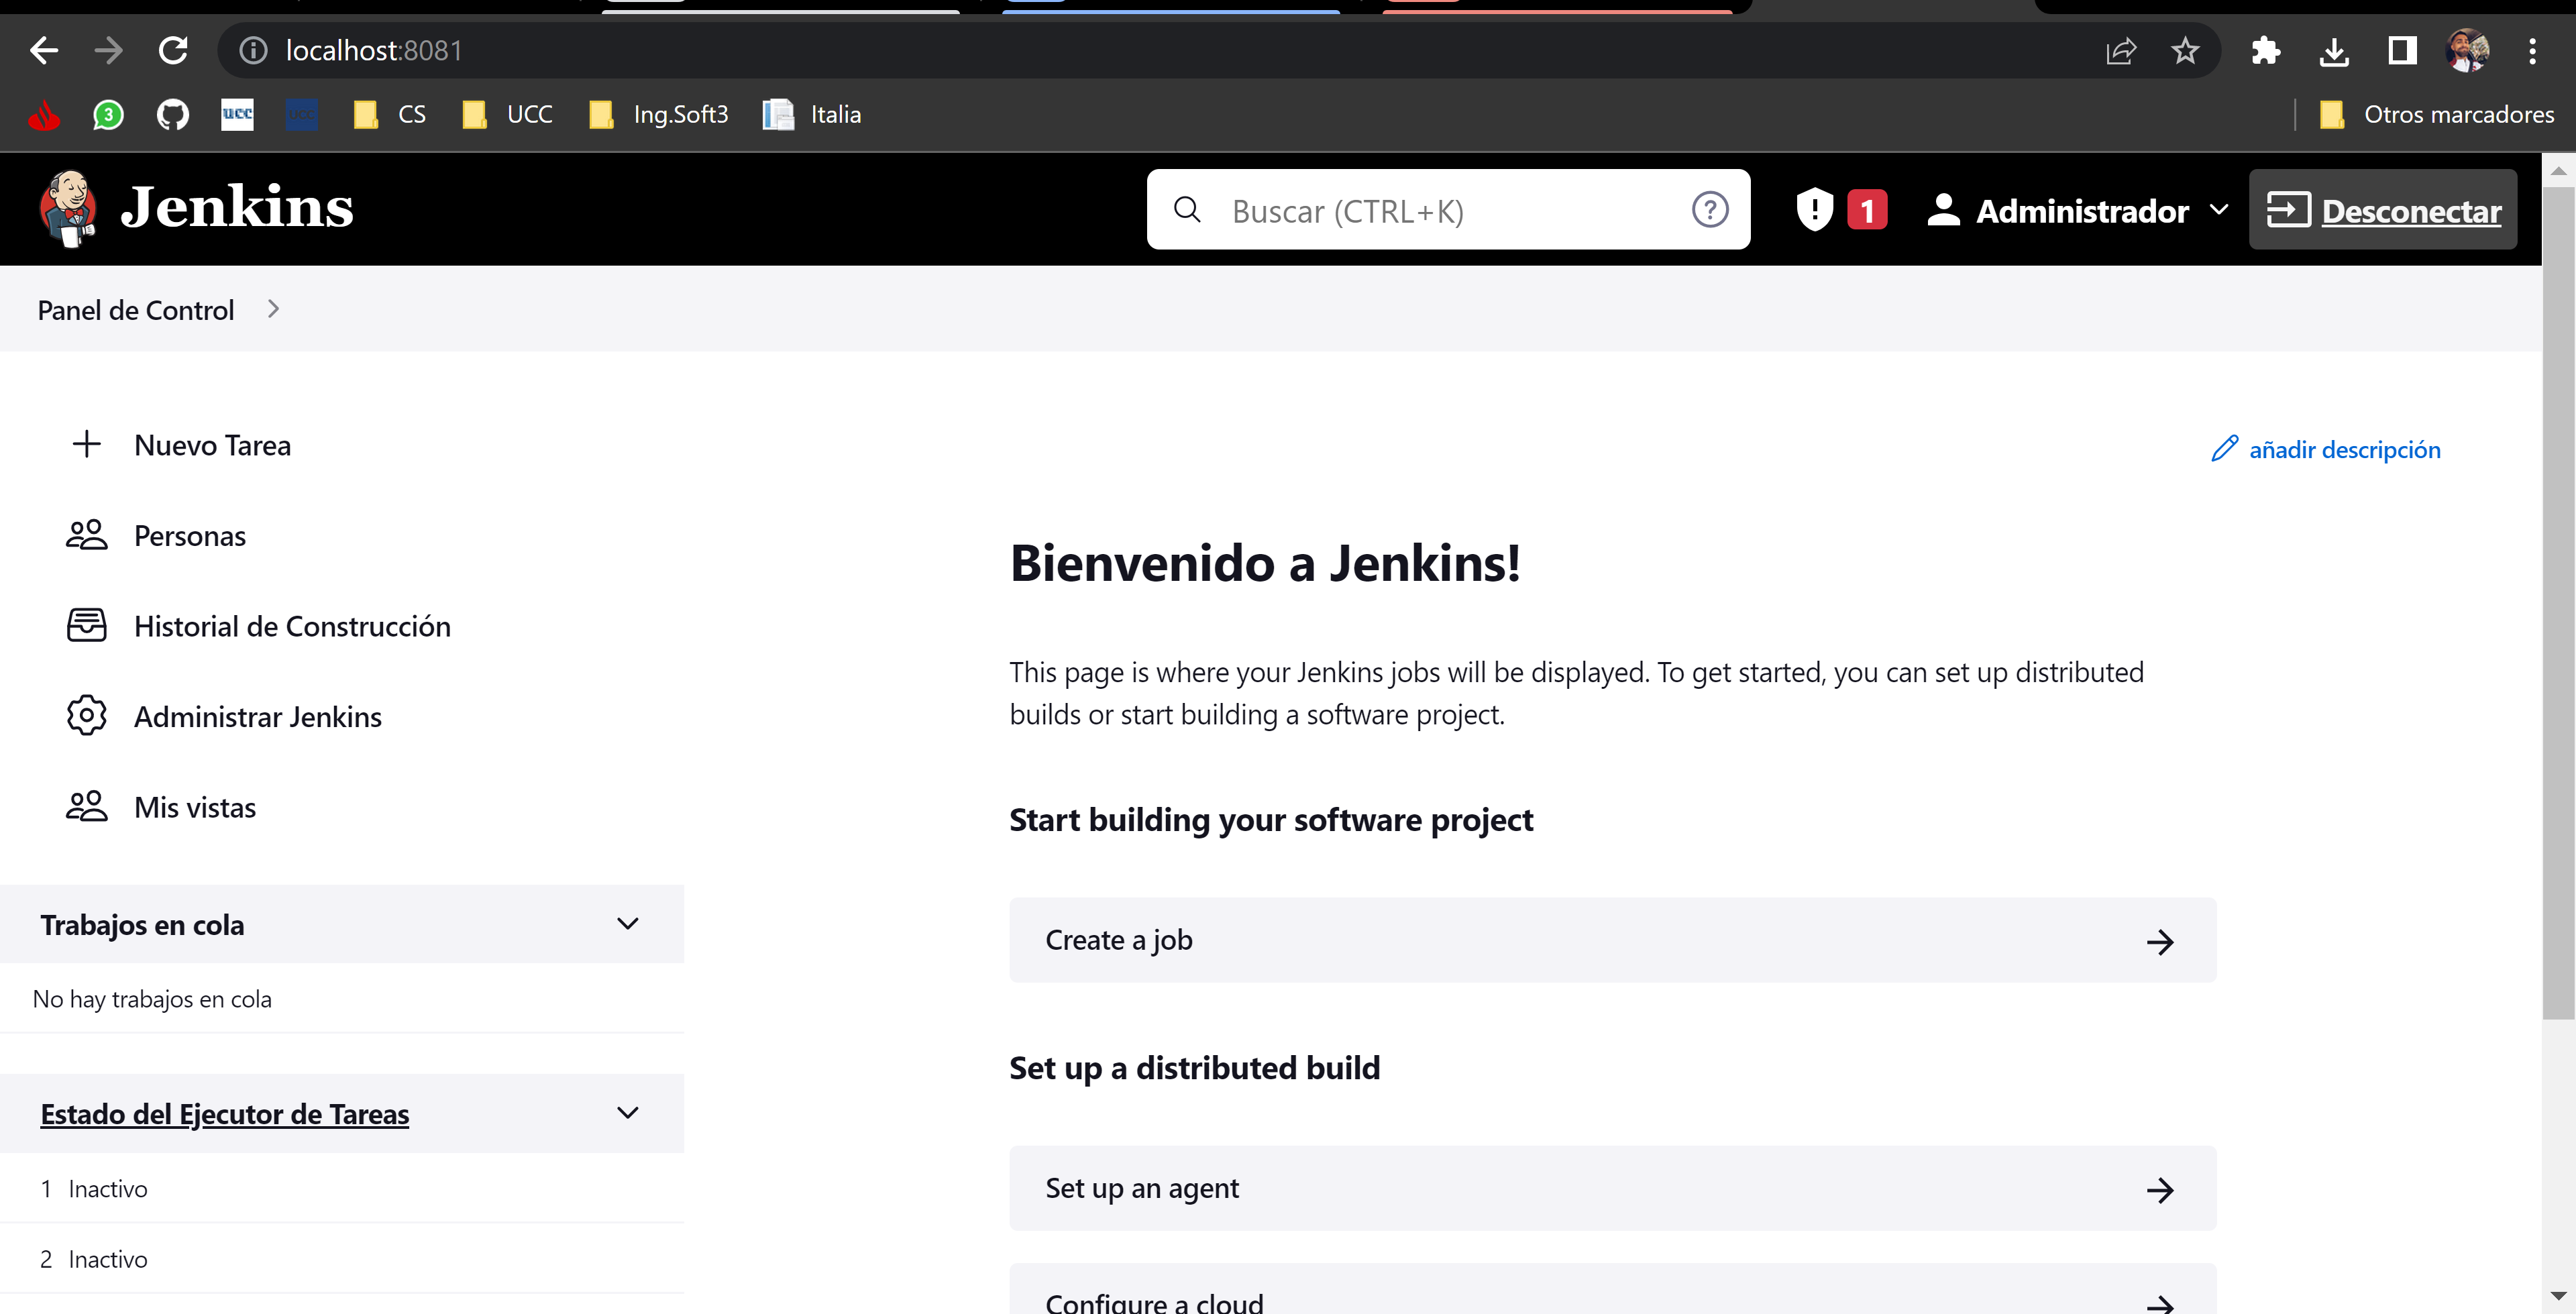 localhost:8081
3
ucc
UCC
CS
UCC
Ing.Soft3
Italia
Otros marcadores
Jenkins
Buscar (CTRL+K)
?
1
Administrador
Desconectar
Panel de Control
Nuevo Tarea
añadir descripción
Personas
Bienvenido a Jenkins!
Historial de Construcción
This page is where your Jenkins jobs will be displayed. To get started, you can set up distributed
builds or start building a software project.
Administrar Jenkins
Mis vistas
Start building your software project
Trabajos en cola
Create a job
No hay trabajos en cola
Set up a distributed build
Estado del Ejecutor de Tareas
1 Inactivo
Set up an agent
2 Inactivo
Configure a cloud